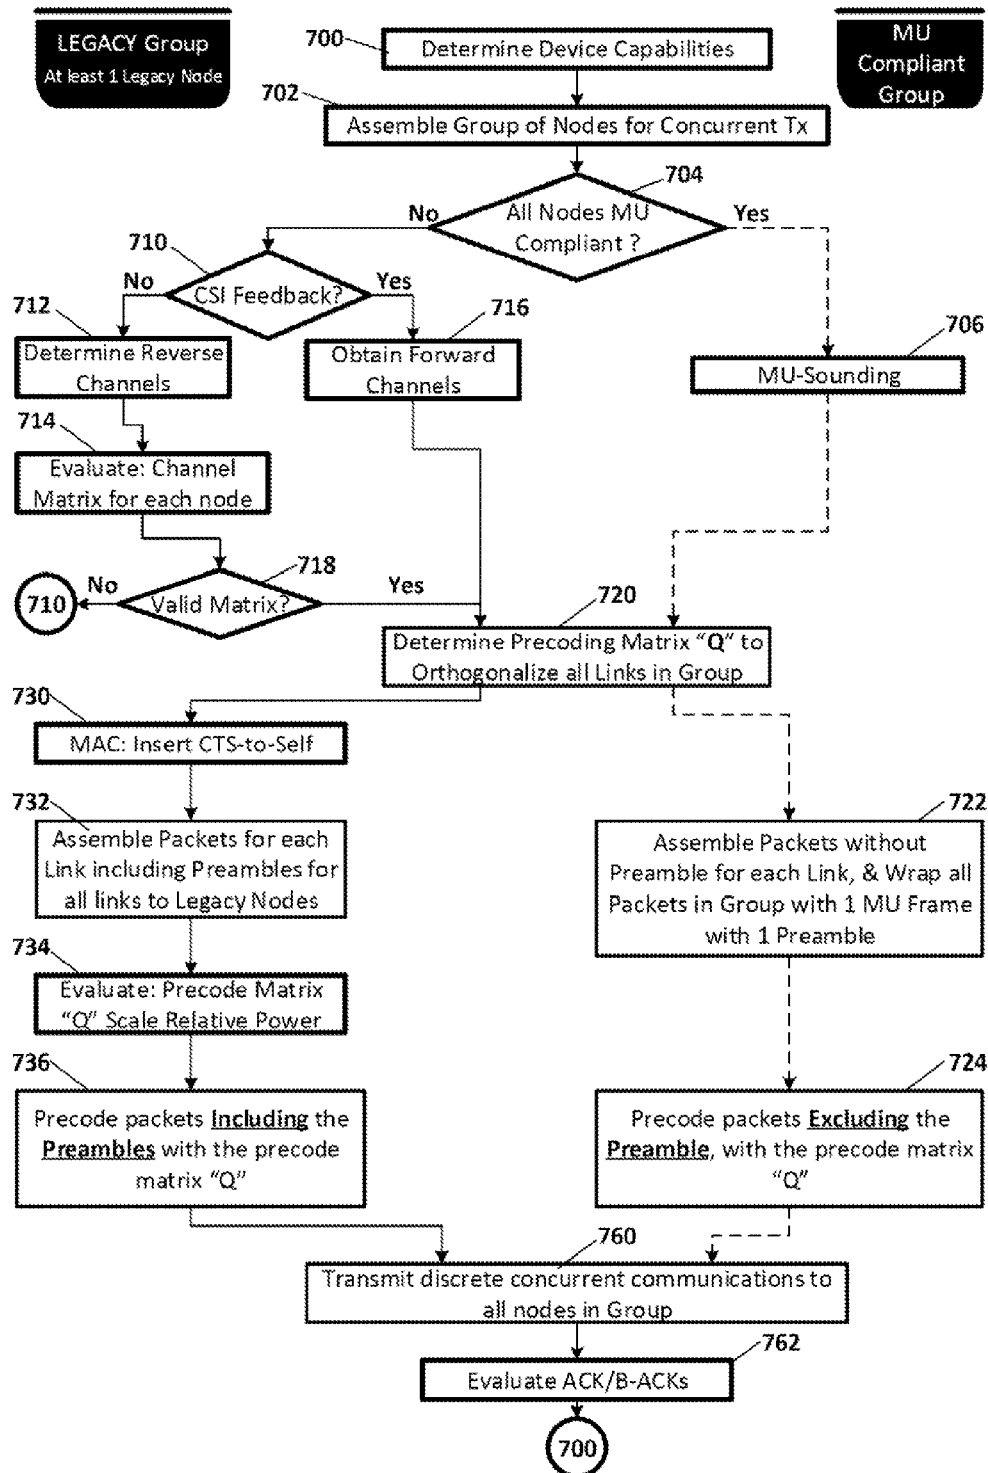 LEGACY Group
At least 1 Legacy Node
700
Determine Device Capabilities
MU
Compliant
Group
702
Assemble Group of Nodes for Concurrent Tx
704
All Nodes MU
Compliant ?
No
Yes
710
CSI Feedback?
No
Yes
712
Determine Reverse
Channels
716
Obtain Forward
Channels
706
MU-Sounding
714
Evaluate: Channel
Matrix for each node
718
Valid Matrix?
No
Yes
710
720
Determine Precoding Matrix “Q” to
Orthogonalize all Links in Group
730
MAC: Insert CTS-to-Self
732
Assemble Packets for each
Link including Preambles for
all links to Legacy Nodes
722
Assemble Packets without
Preamble for each Link, & Wrap all
Packets in Group with 1 MU Frame
with 1 Preamble
734
Evaluate: Precode Matrix
“Q” Scale Relative Power
736
Precode packets Including the
Preambles with the precode
matrix “Q”
724
Precode packets Excluding the
Preamble, with the precode matrix
“Q”
760
Transmit discrete concurrent communications to
all nodes in Group
762
Evaluate ACK/B-ACKs
700